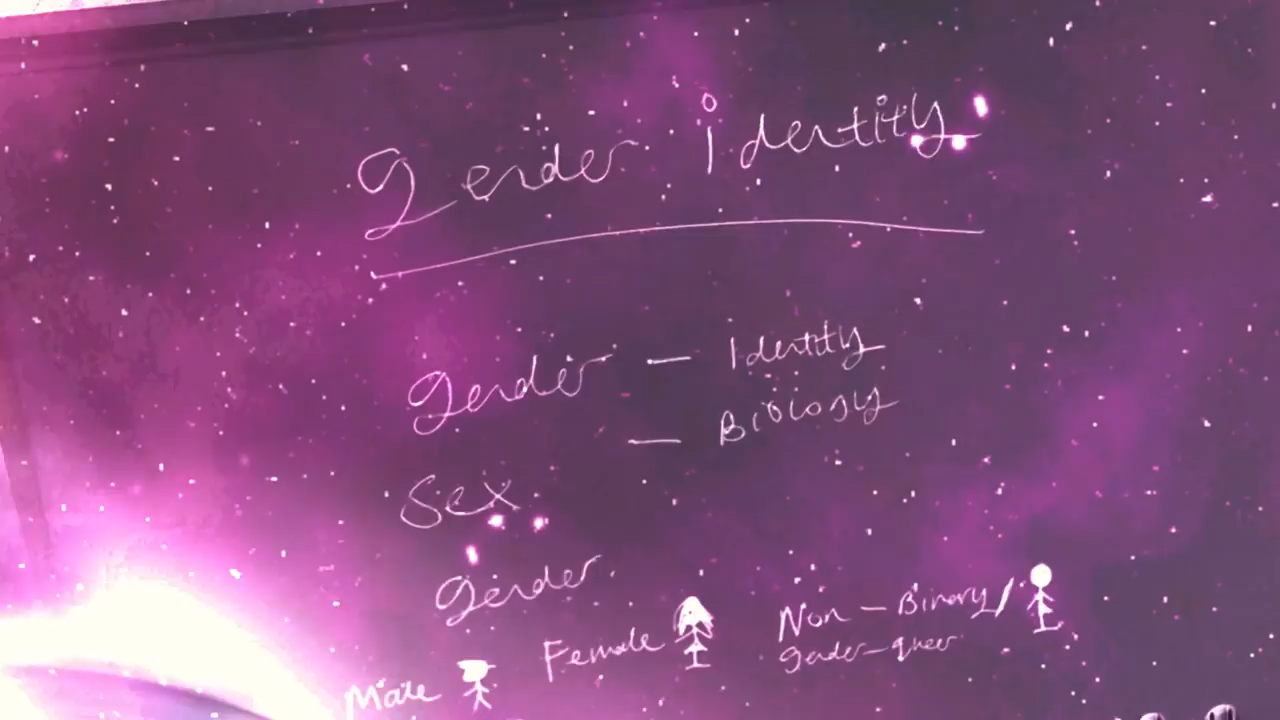 gender identity
gender — Identity
— Biology
Sex
gender
Male Female Non-Binary/
gender-queer